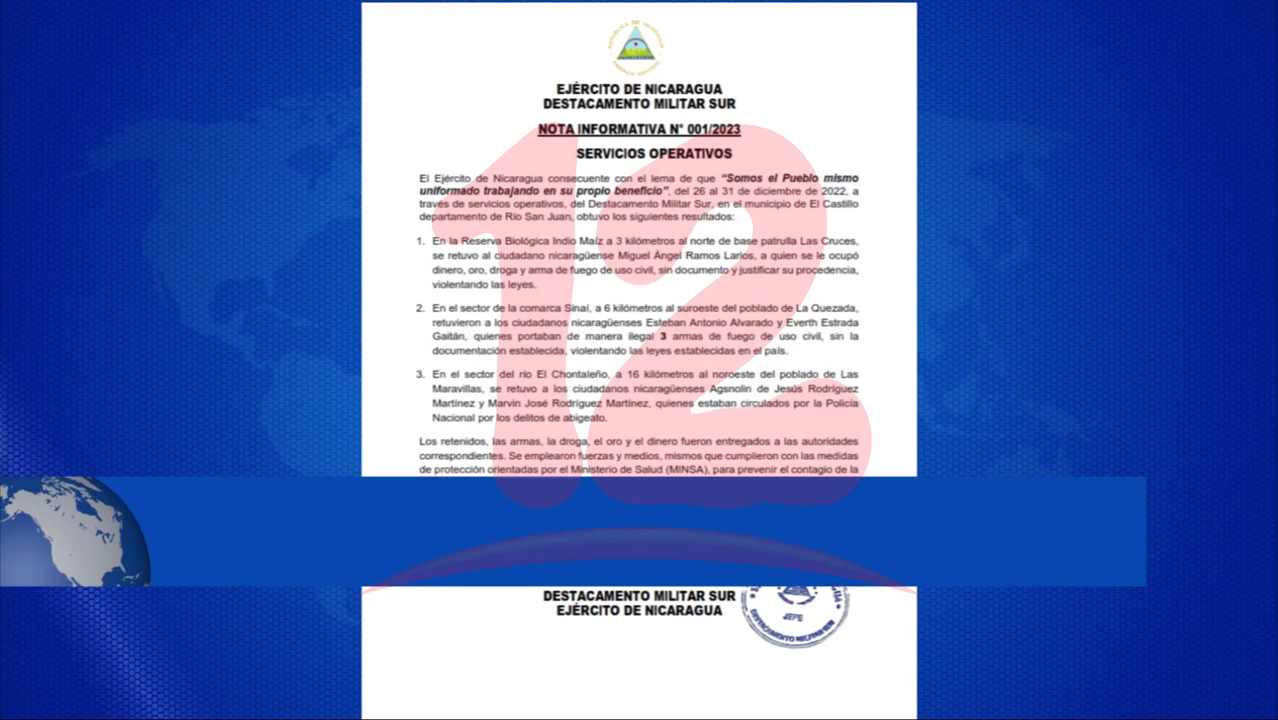 EJÉRCITO DE NICARAGUA
DESTACAMENTO MILITAR SUR
NOTA INFORMATIVA N° 001/2023
SERVICIOS OPERATIVOS
El Ejército de Nicaragua consecuente con el lema de que "Somos el Pueblo mismo
uniformado trabajando en su propio beneficio", del 26 al 31 de diciembre de 2022, a
través de servicios operativos, del Destacamento Militar Sur, en el municipio de El Castillo
departamento de Río San Juan, obtuvo los siguientes resultados:
1. En la Reserva Biológica Indio Maíz a 3 kilómetros al norte de base patrulla Las Cruces,
se retuvo al ciudadano nicaragüense Miguel Ángel Ramos Larios, a quien se le ocupó
dinero, oro, droga y arma de fuego de uso civil, sin documento y justificar su procedencia,
violentando las leyes.
2. En el sector de la comarca Sinaí, a 6 kilómetros al suroeste del poblado de La Quezada,
retuvieron a los ciudadanos nicaragüenses Esteban Antonio Alvarado y Everth Estrada
Gaitán, quienes portaban de manera ilegal 3 armas de fuego de uso civil, sin la
documentación establecida, violentando las leyes establecidas en el país.
3. En el sector del río El Chontaleño, a 16 kilómetros al noroeste del poblado de Las
Maravillas, se retuvo a los ciudadanos nicaragüenses Agsnolin de Jesús Rodríguez
Martínez y Marvin José Rodríguez Martínez, quienes estaban circulados por la Policía
Nacional por los delitos de abigeato.
Los retenidos, las armas, la droga, el oro y el dinero fueron entregados a las autoridades
correspondientes. Se emplearon fuerzas y medios, mismos que cumplieron con las medidas
de protección orientadas por el Ministerio de Salud (MINSA), para prevenir el contagio de la
12
DESTACAMENTO MILITAR SUR
EJÉRCITO DE NICARAGUA
JEFE
DESTACAMENTO MILITAR SUR